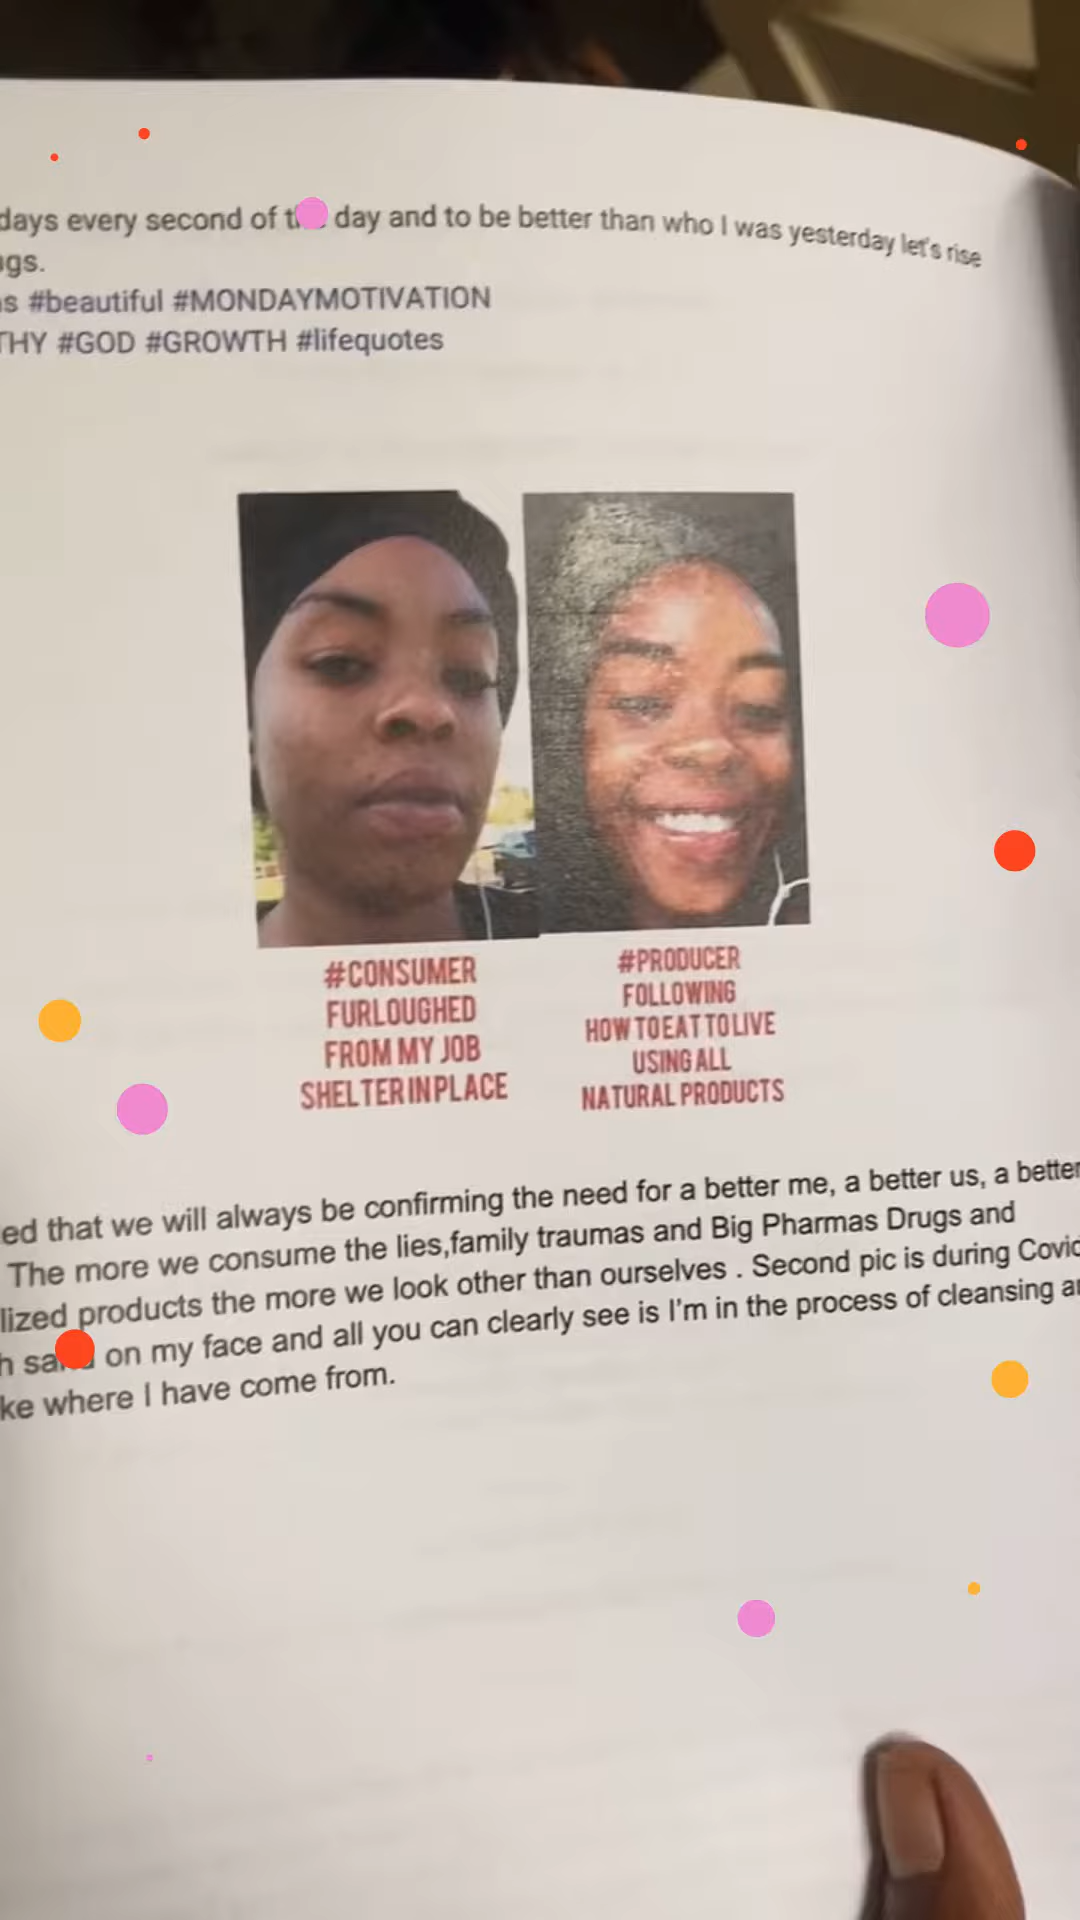 days every second of day and to be better than who I was yesterday let's rise
#beautiful #MONDAYMOTIVATION
THY #GOD #GROWTH #lifequotes
#CONSUMER
FURLOUGHED
FROM MY JOB
SHELTER IN PLACE
#PRODUCER
FOLLOWING
HOW TO EAT TO LIVE
USING ALL
NATURAL PRODUCTS
ed that we will always be confirming the need for a better me, a better us, a better
The more we consume the lies,family traumas and Big Pharmas Drugs and
lized products the more we look other than ourselves . Second pic is during Covid
on my face and all you can clearly see is I'm in the process of cleansing
ke where I have come from.